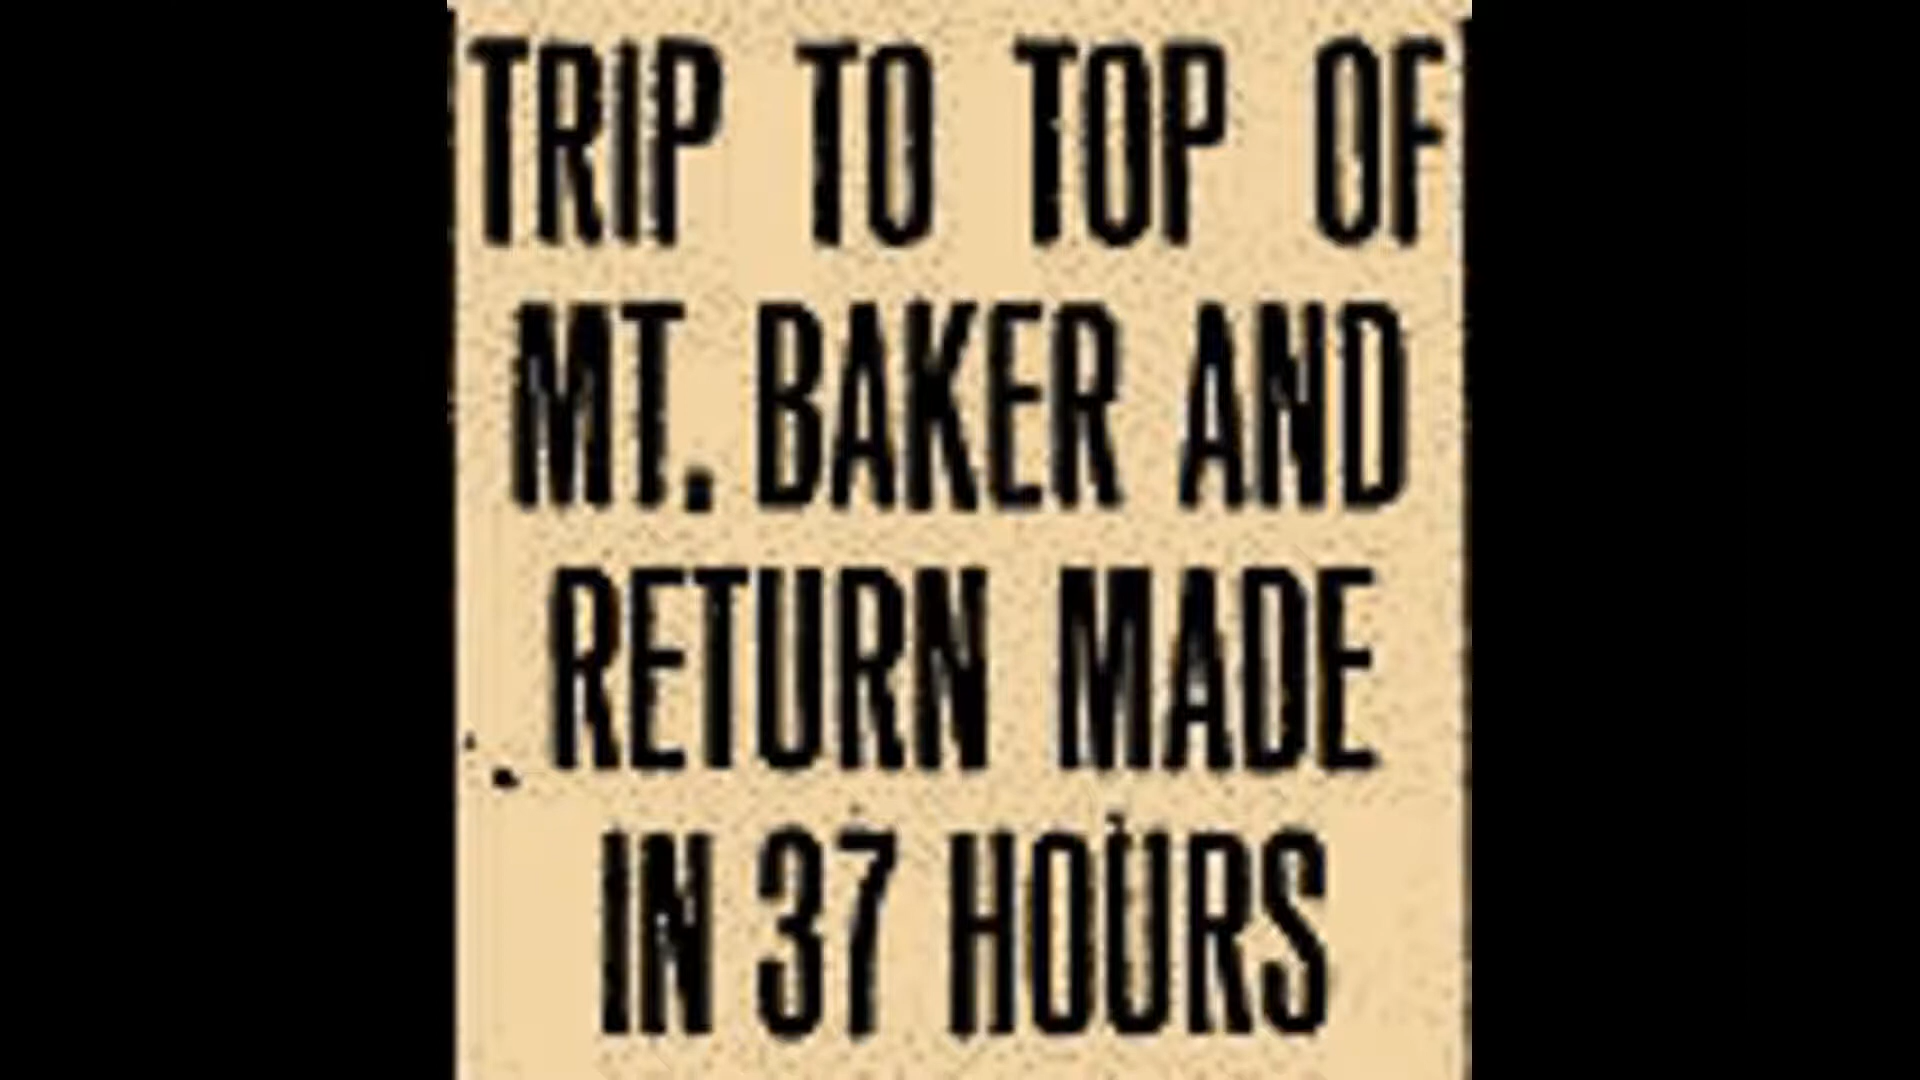 TRIP TO TOP OF
MT. BAKER AND
RETURN MADE
IN 37 HOURS